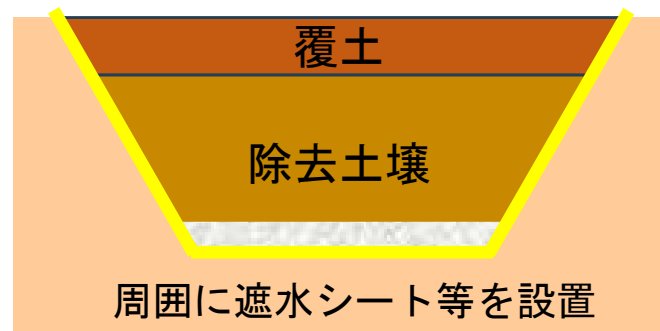 覆土
除去土壌
周囲に遮水シート等を設置